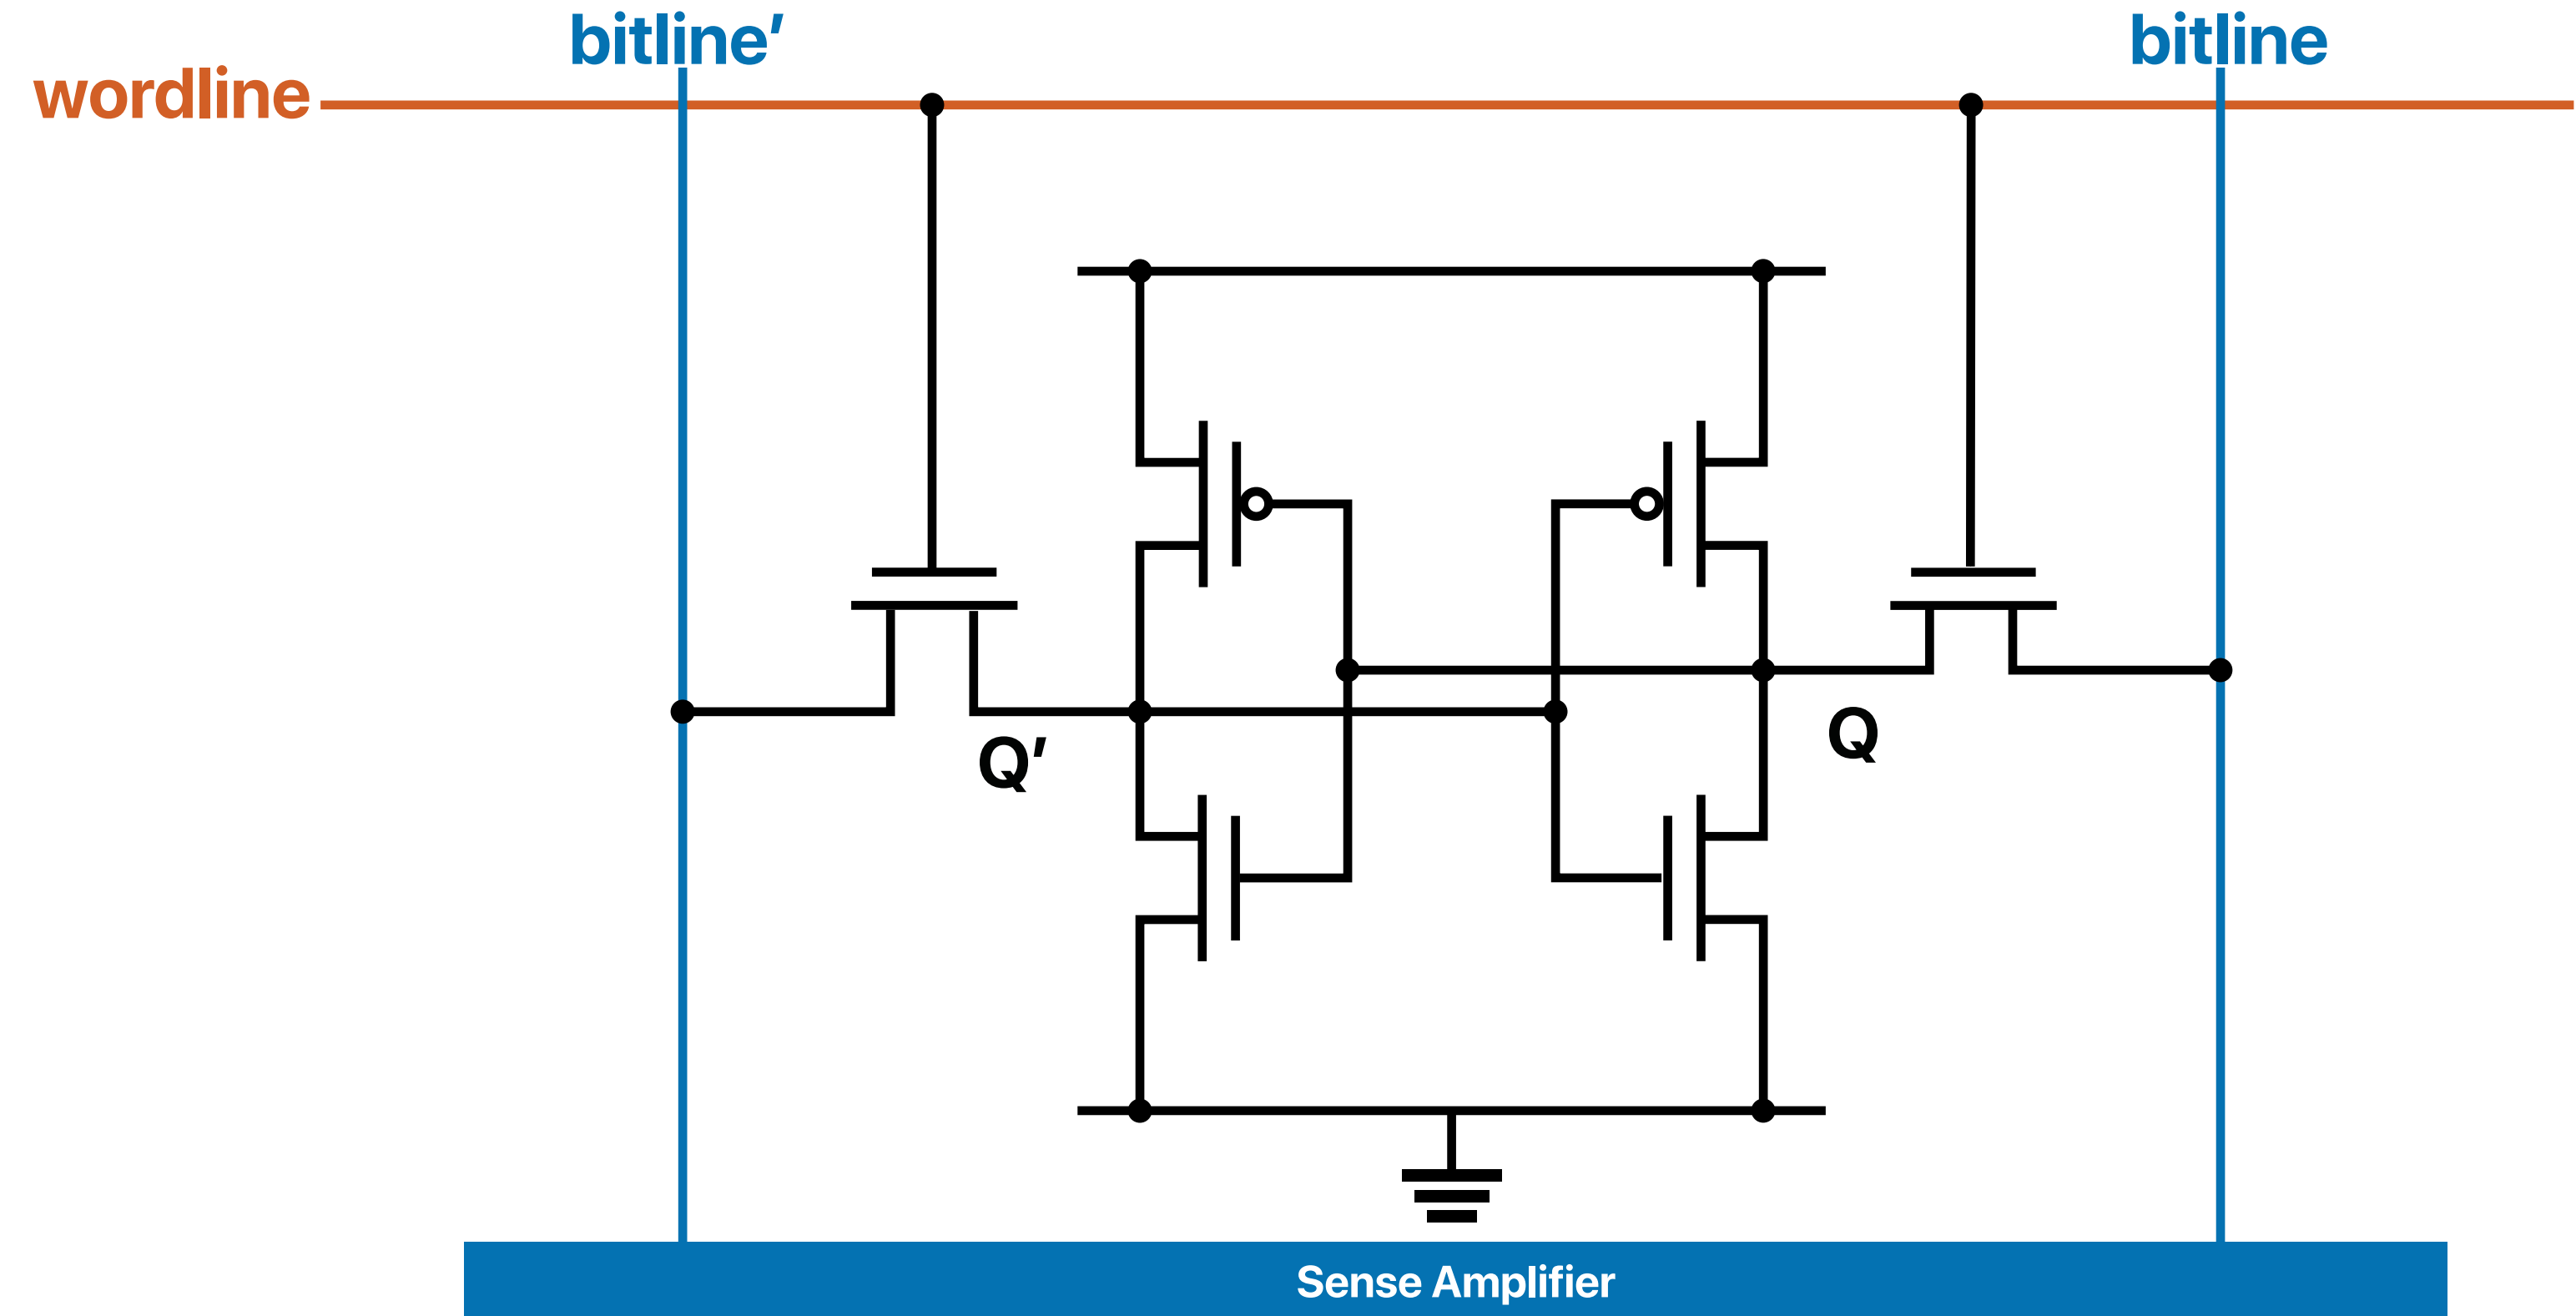 bitline’
bitline
wordline
Q’
Q
Sense Amplifier